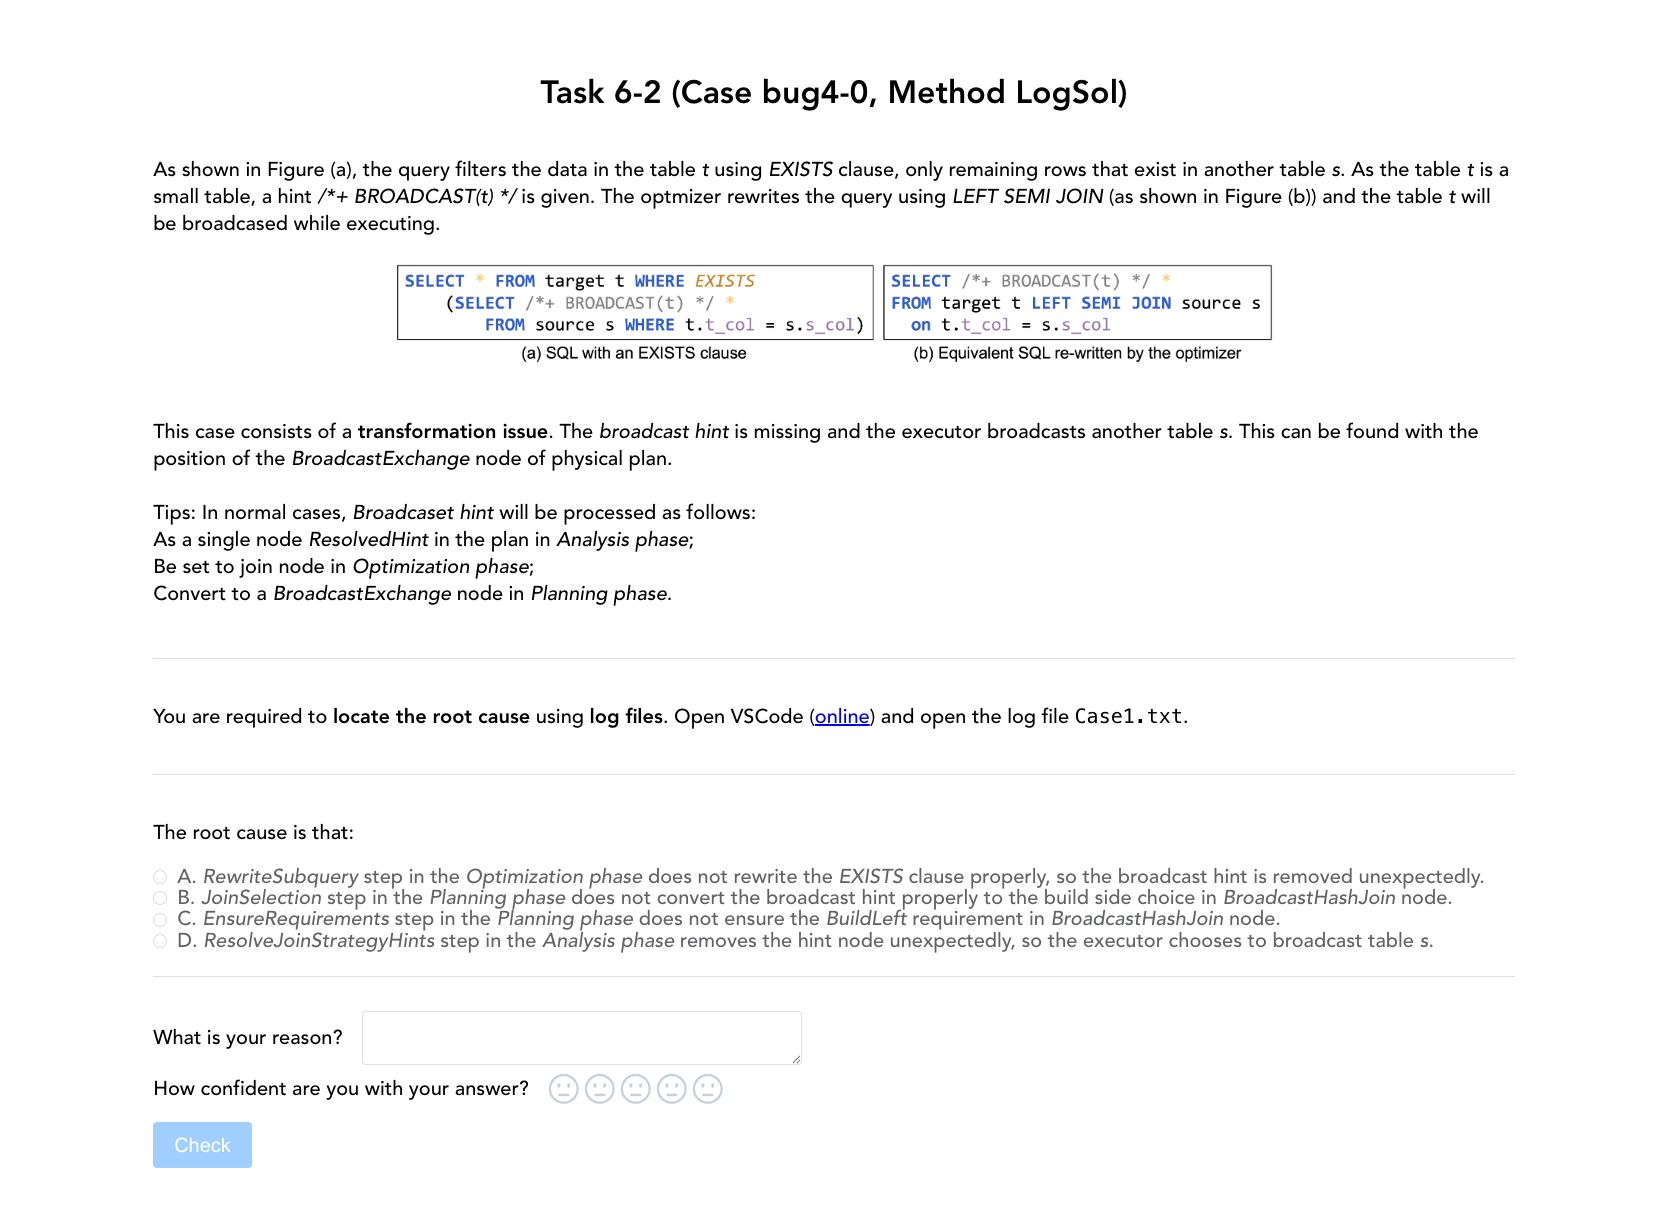 Task 6-2 (Case bug4-0, Method LogSol)
As shown in Figure (a), the query filters the data in the table t using EXISTS clause, only remaining rows that exist in another table s. As the table t is a
small table, a hint /*+ BROADCAST(t) */ is given. The optmizer rewrites the query using LEFT SEMI JOIN (as shown in Figure (b)) and the table t will
be broadcased while executing.
SELECT * FROM target t WHERE EXISTS
(SELECT /*+ BROADCAST(t) */ *
FROM source s WHERE t.t_col = s.s_col)
(a) SQL with an EXISTS clause
SELECT /*+ BROADCAST(t) */ *
FROM target t LEFT SEMI JOIN source s
on t.t_col = s.s_col
(b) Equivalent SQL re-written by the optimizer
This case consists of a transformation issue. The broadcast hint is missing and the executor broadcasts another table s. This can be found with the
position of the BroadcastExchange node of physical plan.
Tips: In normal cases, Broadcaset hint will be processed as follows:
As a single node ResolvedHint in the plan in Analysis phase;
Be set to join node in Optimization phase;
Convert to a BroadcastExchange node in Planning phase.
You are required to locate the root cause using log files. Open VSCode (online) and open the log file Case1.txt.
The root cause is that:
A. RewriteSubquery step in the Optimization phase does not rewrite the EXISTS clause properly, so the broadcast hint is removed unexpectedly.
B. JoinSelection step in the Planning phase does not convert the broadcast hint properly to the build side choice in BroadcastHashJoin node.
C. EnsureRequirements step in the Planning phase does not ensure the BuildLeft requirement in BroadcastHashJoin node.
D. ResolveJoinStrategyHints step in the Analysis phase removes the hint node unexpectedly, so the executor chooses to broadcast table s.
What is your reason?
How confident are you with your answer?
Check